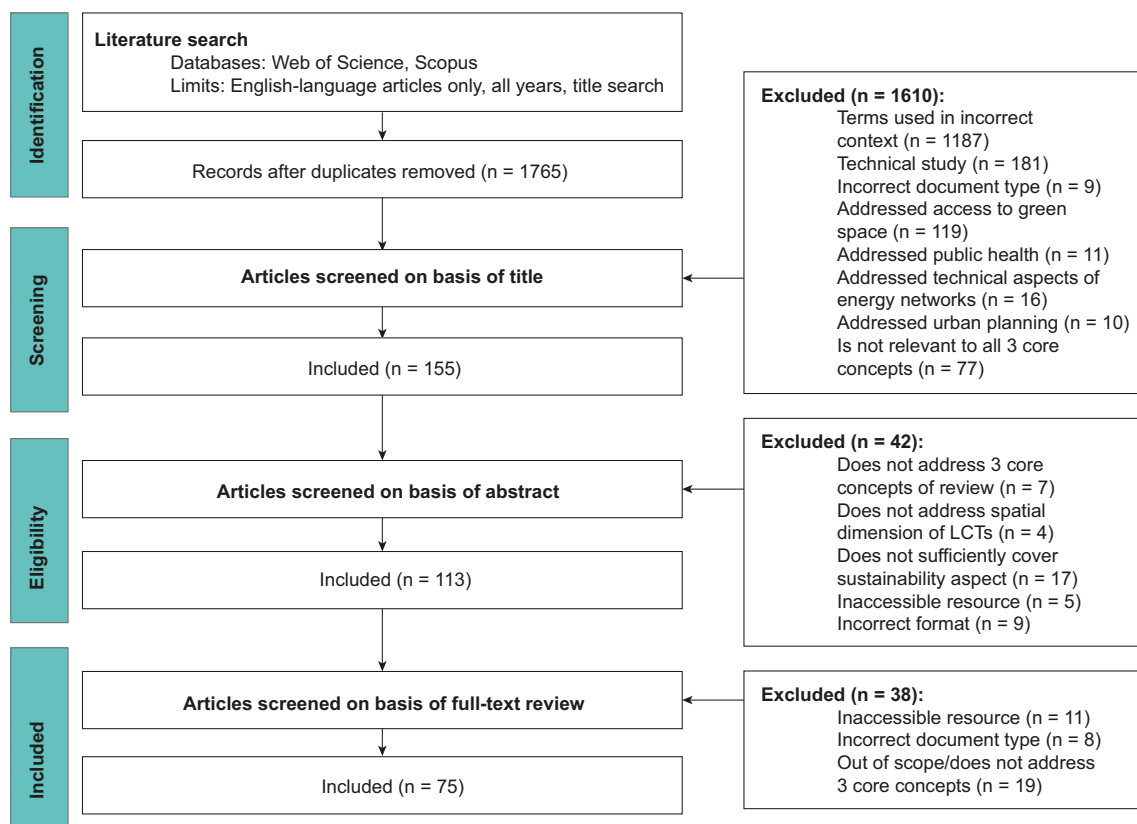 Identification
Literature search
Databases: Web of Science, Scopus
Limits: English-language articles only, all years, title search
Records after duplicates removed (n = 1765)
Screening
Articles screened on basis of title
Included (n = 155)
Excluded (n = 1610):
Terms used in incorrect
context (n = 1187)
Technical study (n = 181)
Incorrect document type (n = 9)
Addressed access to green
space (n = 119)
Addressed public health (n = 11)
Addressed technical aspects of
energy networks (n = 16)
Addressed urban planning (n = 10)
Is not relevant to all 3 core
concepts (n = 77)
Eligibility
Articles screened on basis of abstract
Included (n = 113)
Excluded (n = 42):
Does not address 3 core
concepts of review (n = 7)
Does not address spatial
dimension of LCTs (n = 4)
Does not sufficiently cover
sustainability aspect (n = 17)
Inaccessible resource (n = 5)
Incorrect format (n = 9)
Included
Articles screened on basis of full-text review
Included (n = 75)
Excluded (n = 38):
Inaccessible resource (n = 11)
Incorrect document type (n = 8)
Out of scope/does not address
3 core concepts (n = 19)